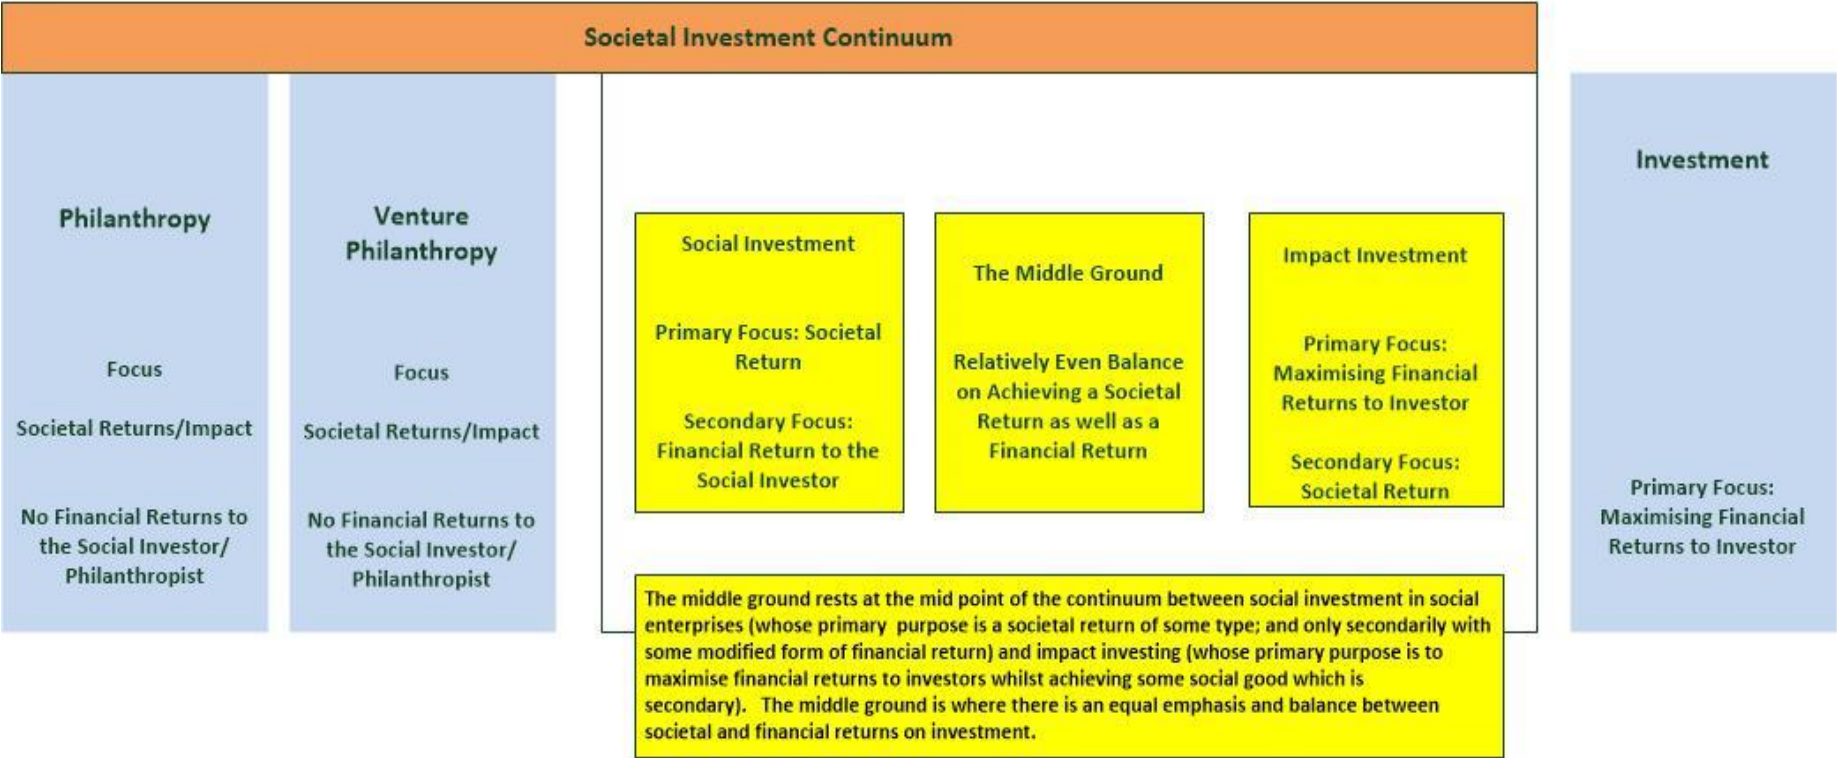 Societal Investment Continuum
Philanthropy
Focus
Societal Returns/Impact
No Financial Returns to
the Social Investor/
Philanthropist
Venture
Philanthropy
Focus
Societal Returns/Impact
No Financial Returns to
the Social Investor/
Philanthropist
Social Investment
Primary Focus: Societal
Return
Secondary Focus:
Financial Return to the
Social Investor
The Middle Ground
Relatively Even Balance
on Achieving a Societal
Return as well as a
Financial Return
Impact Investment
Primary Focus:
Maximising Financial
Returns to Investor
Secondary Focus:
Societal Return
The middle ground rests at the mid point of the continuum between social investment in social
enterprises (whose primary purpose is a societal return of some type; and only secondarily with
some modified form of financial return) and impact investing (whose primary purpose is to
maximise financial returns to investors whilst achieving some social good which is
secondary). The middle ground is where there is an equal emphasis and balance between
societal and financial returns on investment.
Investment
Primary Focus:
Maximising Financial
Returns to Investor